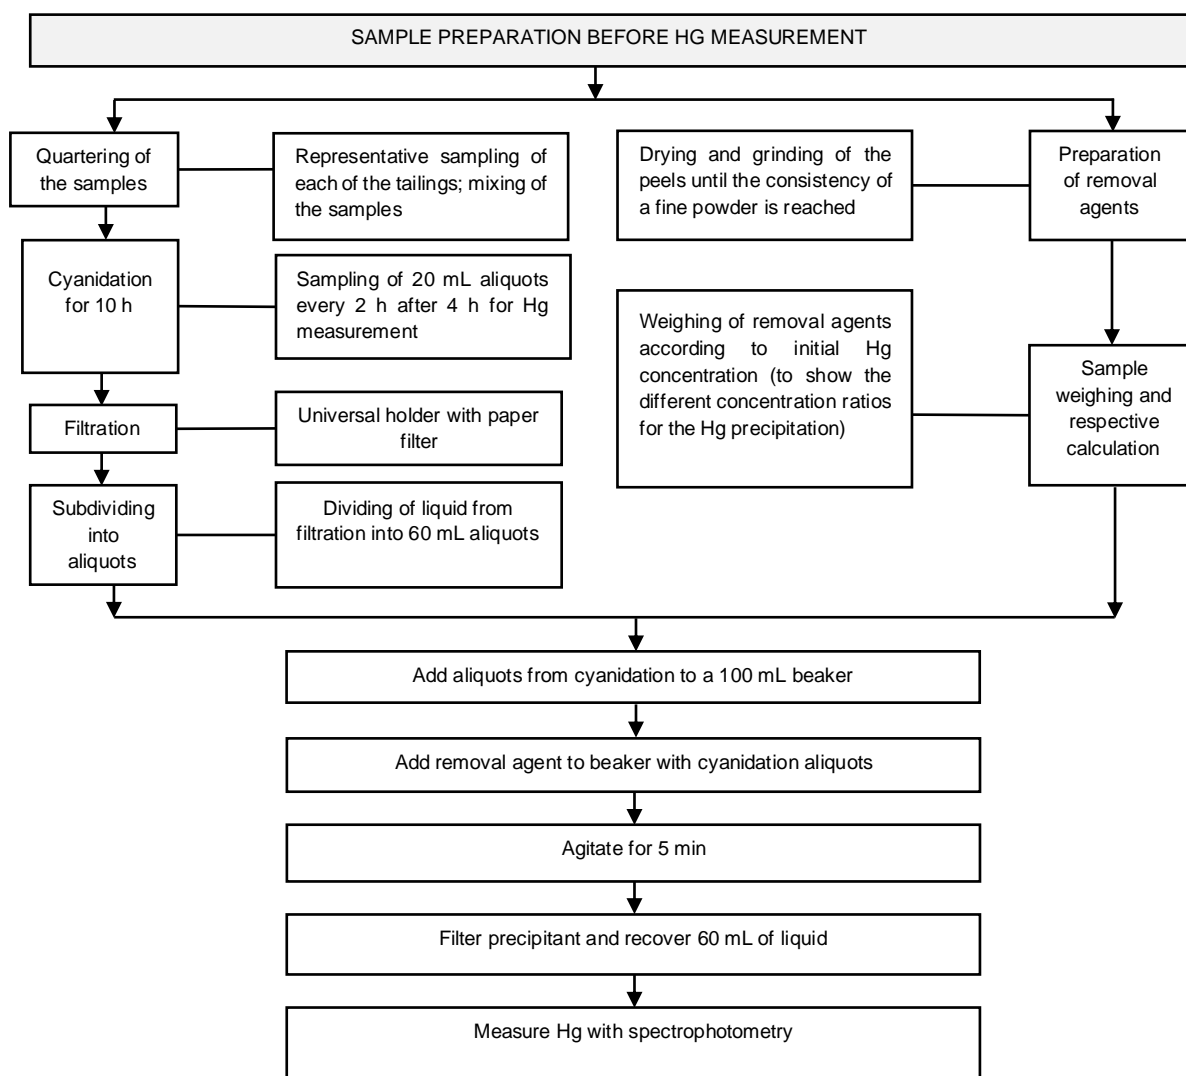 SAMPLE PREPARATION BEFORE HG MEASUREMENT
Quartering of
the samples
Representative sampling of
each of the tailings; mixing of
the samples
Drying and grinding of the
peels until the consistency of
a fine powder is reached
Preparation
of removal
agents
Cyanidation
for 10 h
Sampling of 20 mL aliquots
every 2 h after 4 h for Hg
measurement
Weighing of removal agents
according to initial Hg
concentration (to show the
different concentration ratios
for the Hg precipitation)
Sample
weighing and
respective
calculation
Filtration
Universal holder with paper
filter
Subdividing
into
aliquots
Dividing of liquid from
filtration into 60 mL aliquots
Add aliquots from cyanidation to a 100 mL beaker
Add removal agent to beaker with cyanidation aliquots
Agitate for 5 min
Filter precipitant and recover 60 mL of liquid
Measure Hg with spectrophotometry